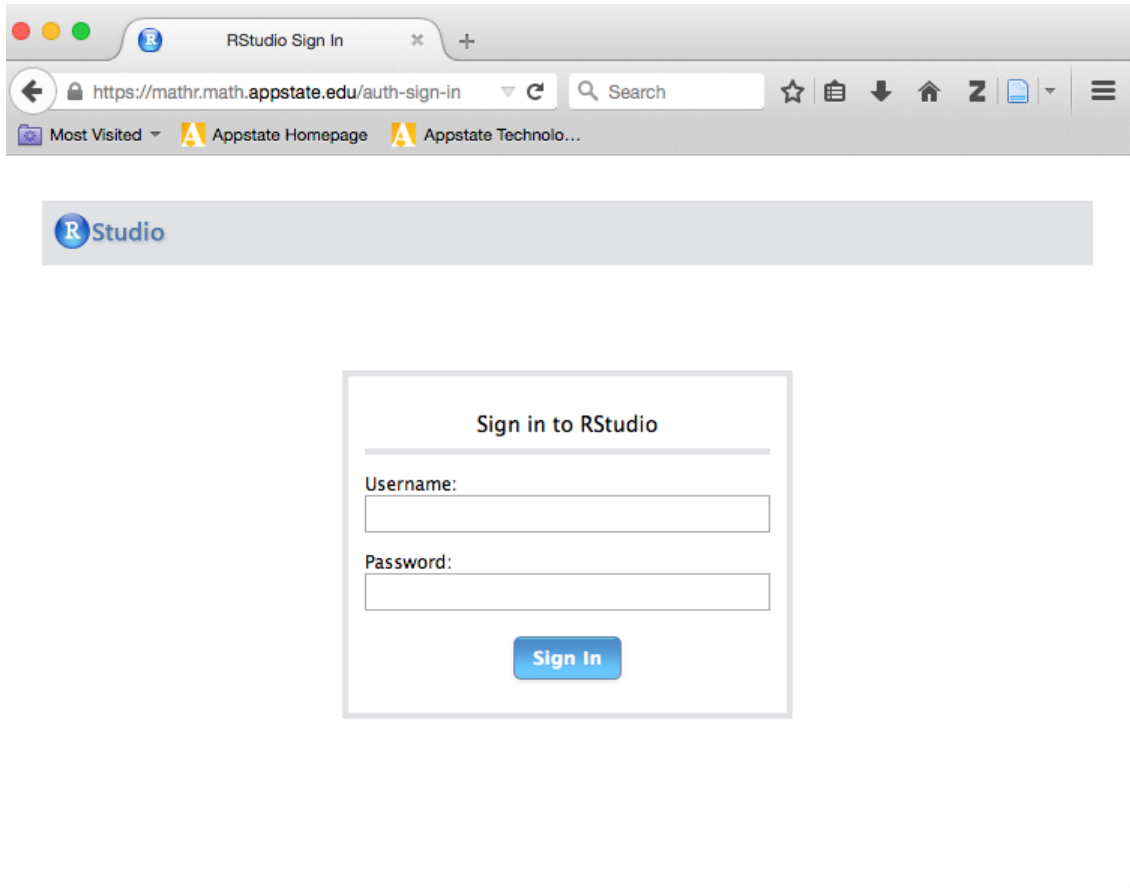 R RStudio Sign In
https://mathr.math.appstate.edu/auth-sign-in Search Z
Most Visited Appstate Homepage Appstate Technolo...
R Studio
Sign in to RStudio
Username:
Password:
Sign In